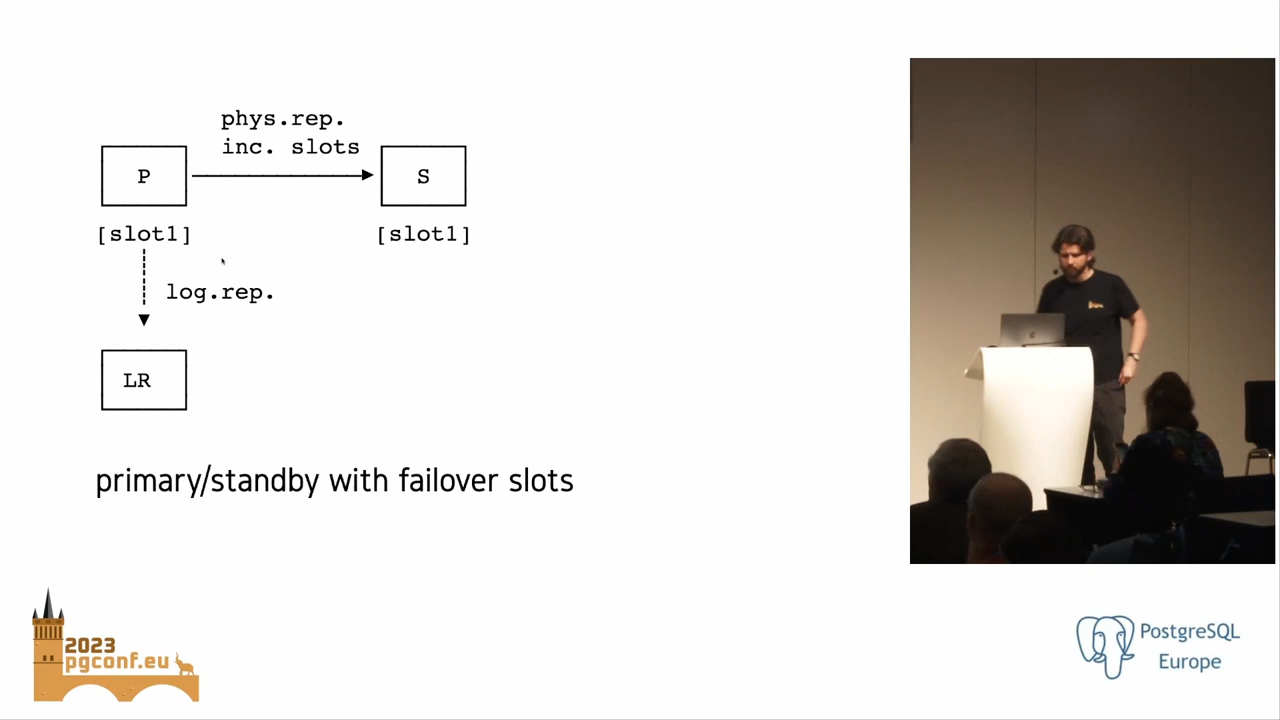 phys.rep.
inc. slots
P
S
[slot1]
[slot1]
log.rep.
LR
primary/standby with failover slots
2023
pgconf.eu
PostgreSQL
Europe